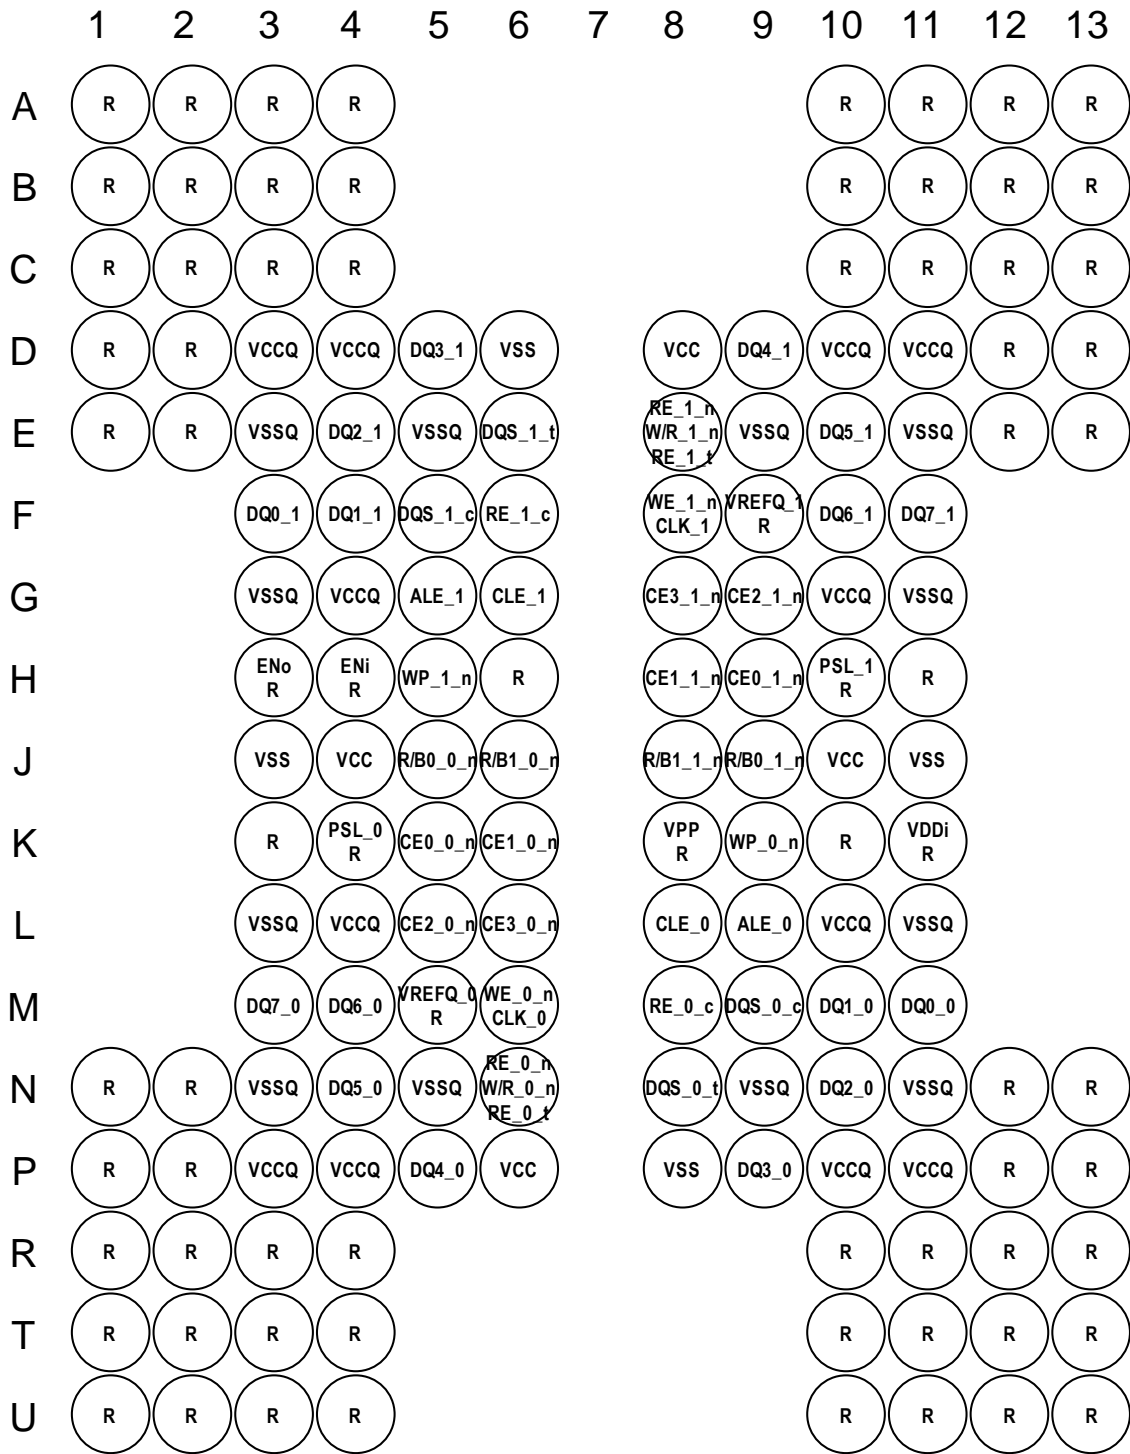 1 2 3 4 5 6 7 8 9 10 11 12 13
A R R R R R R R R
B R R R R R R R R
C R R R R R R R R
D R R VCCQ VCCQ DQ3_1 VSS VCC DQ4_1 VCCQ VCCQ R R
E R R VSSQ DQ2_1 VSSQ DQS_1_t RE_1_n W/R_1_n RE_1_t VSSQ DQ5_1 VSSQ R R
F DQ0_1 DQ1_1 DQS_1_c RE_1_c WE_1_n CLK_1 VREFQ_1 R DQ6_1 DQ7_1
G VSSQ VCCQ ALE_1 CLE_1 CE3_1_n CE2_1_n VCCQ VSSQ
H ENo R ENi R WP_1_n R CE1_1_n CE0_1_n PSL_1 R R
J VSS VCC R/B0_0_n R/B1_0_n R/B1_1_n R/B0_1_n VCC VSS
K R PSL_0 R CE0_0_n CE1_0_n VPP R WP_0_n R VDDi R
L VSSQ VCCQ CE2_0_n CE3_0_n CLE_0 ALE_0 VCCQ VSSQ
M DQ7_0 DQ6_0 VREFQ_0 R WE_0_n CLK_0 RE_0_c DQS_0_c DQ1_0 DQ0_0
N R R VSSQ DQ5_0 VSSQ RE_0_n W/R_0_n RE_0_t DQS_0_t VSSQ DQ2_0 VSSQ R R
P R R VCCQ VCCQ DQ4_0 VCC VSS DQ3_0 VCCQ VCCQ R R
R R R R R R R R R
T R R R R R R R R
U R R R R R R R R